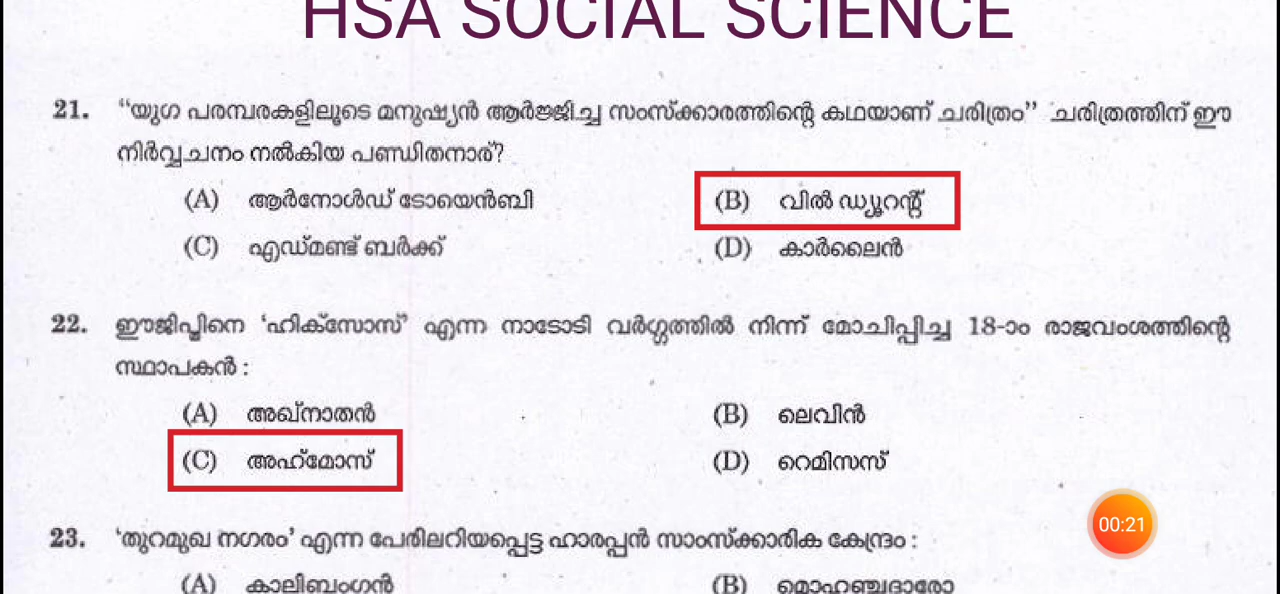 HSA SOCIAL SCIENCE
21. “യുഗ പരമ്പരകളിലൂടെ മനുഷ്യൻ ആർജ്ജിച്ച സംസ്ക്കാരത്തിന്റെ കഥയാണ് ചരിത്രം” ചരിത്രത്തിന് ഈ
നിർവ്വചനം നൽകിയ പണ്ഡിതനാര്?
(A) ആർനോൾഡ് ടോയെൻബി (B) വിൽ ഡ്യൂറന്റ്
(C) എഡ്മണ്ട് ബർക്ക് (D) കാർലൈൻ
22. ഈജിപ്തിനെ ‘ഹിക്സോസ്’ എന്ന നാടോടി വർഗ്ഗത്തിൽ നിന്ന് മോചിപ്പിച്ച 18-ാം രാജവംശത്തിന്റെ
സ്ഥാപകൻ :
(A) അഖ്നാതൻ (B) ലെവിൻ
(C) അഹ്മോസ് (D) റെമിസസ്
00:21
23. ‘തുറമുഖ നഗരം’ എന്ന പേരിലറിയപ്പെട്ട ഹാരപ്പൻ സാംസ്ക്കാരിക കേന്ദ്രം :
(A) കാലിബംഗൻ (B) മൊഹഞ്ചദാരോ